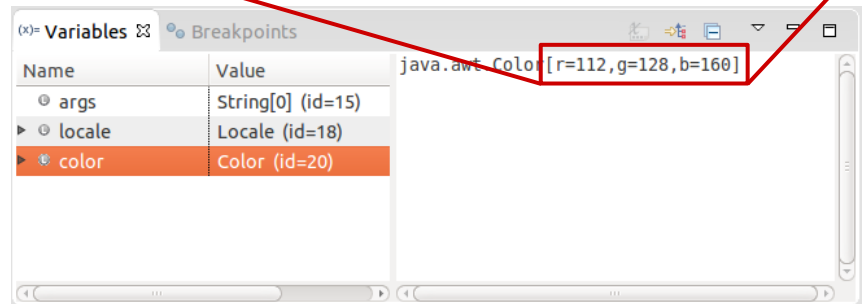 (x)= Variables Breakpoints
Name Value
args String[0] (id=15)
locale Locale (id=18)
color Color (id=20)
java.awt.Color[r=112,g=128,b=160]